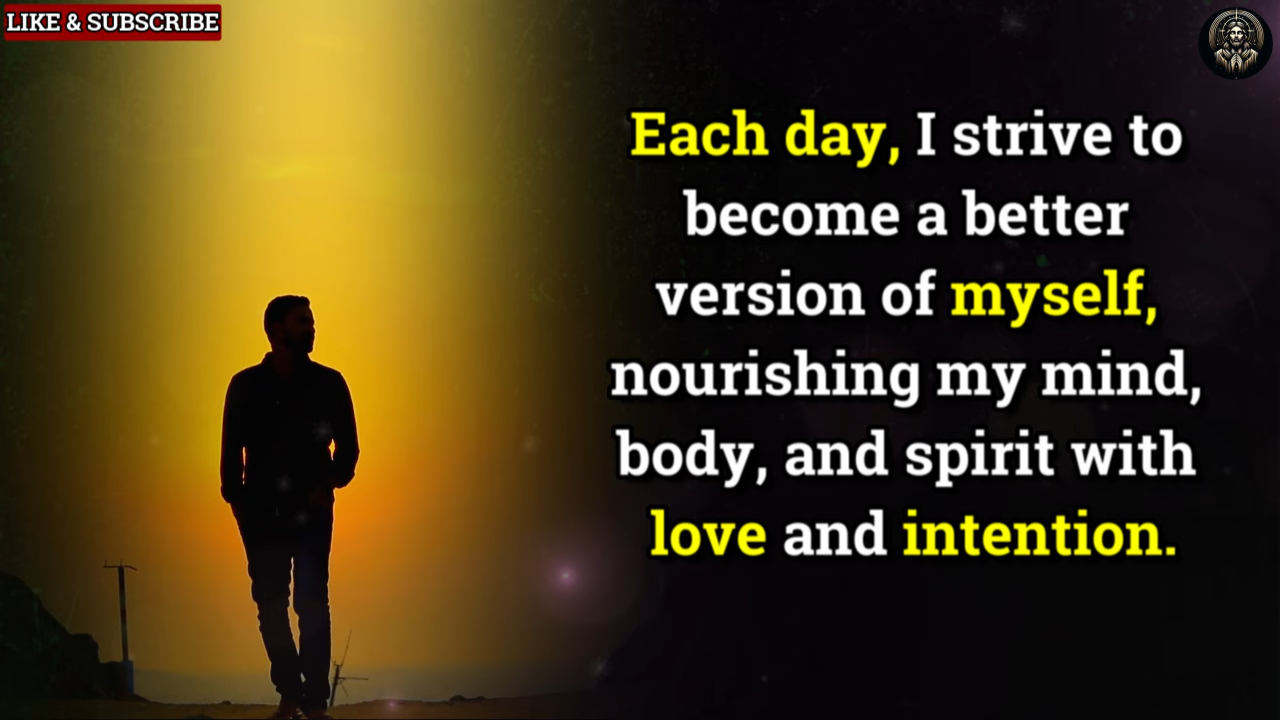 LIKE & SUBSCRIBE
Each day, I strive to
become a better
version of myself,
nourishing my mind,
body, and spirit with
love and intention.